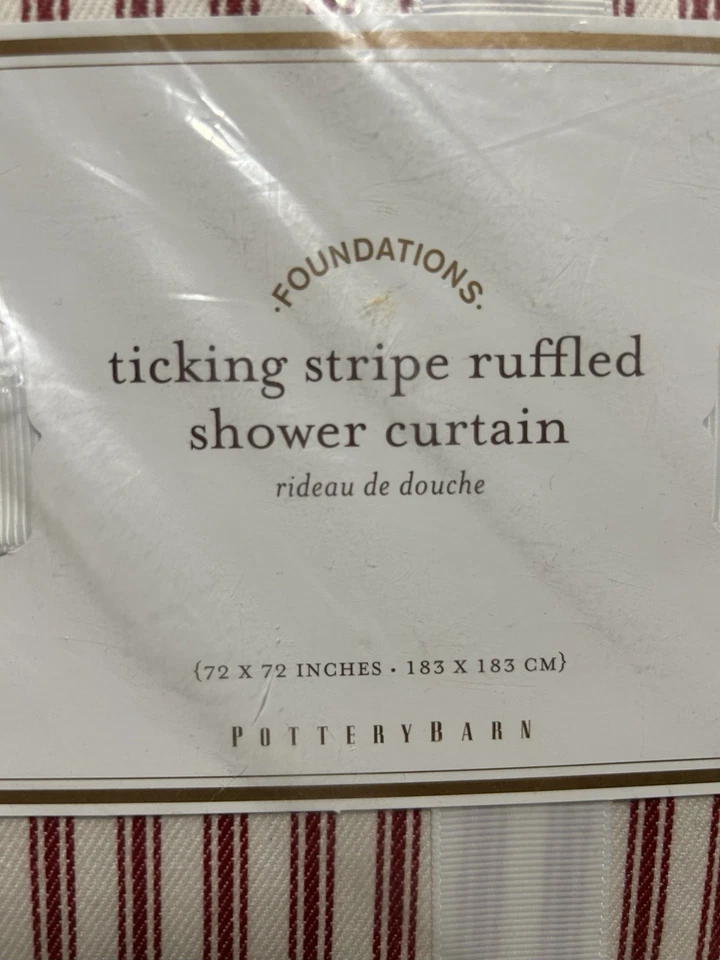 ·FOUNDATIONS·
ticking stripe ruffled
shower curtain
rideau de douche
{72 X 72 INCHES · 183 X 183 CM}
POTTERYBARN